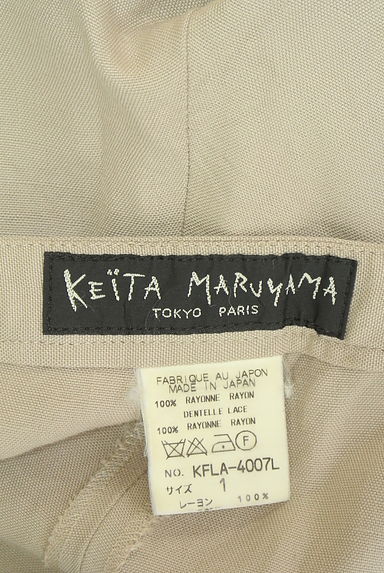 KEÏTA MARUYAMA
TOKYO PARIS
FABRIQUE AU JAPON
MADE IN JAPAN
100% RAYONNE RAYON
DENTELLE LACE
100% RAYONNE RAYON
F
NO. KFLA-4007L
サイズ 1
レーヨン 100%